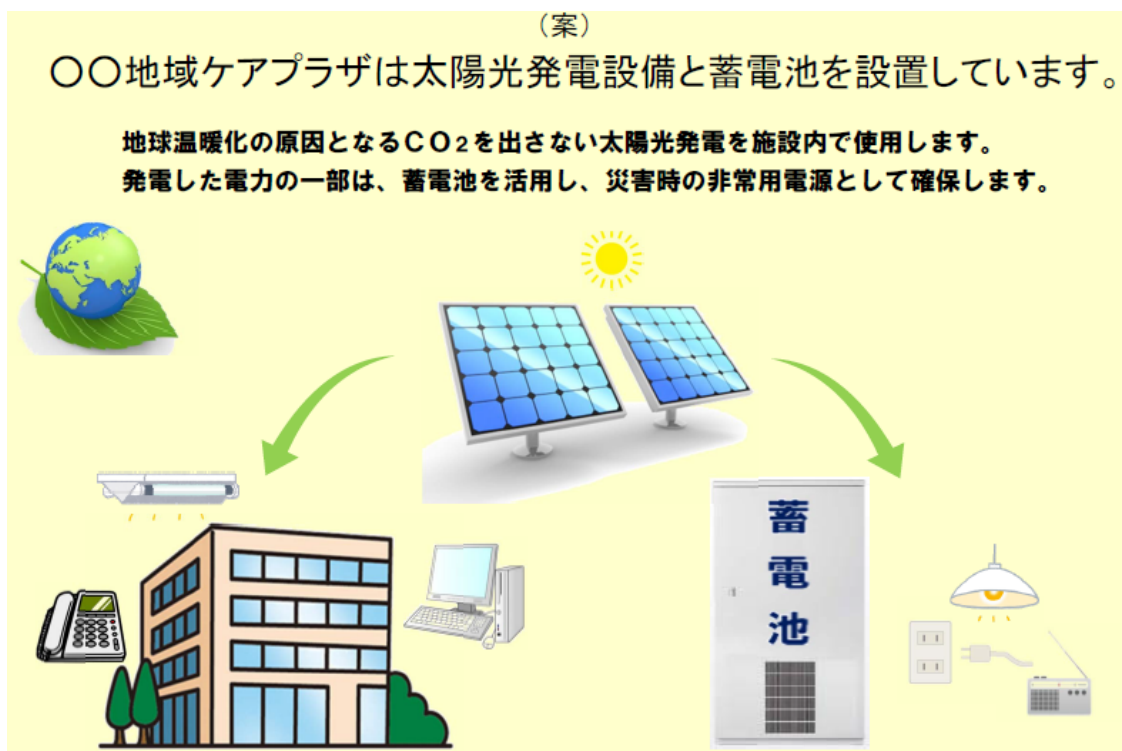 （案）
〇〇地域ケアプラザは太陽光発電設備と蓄電池を設置しています。
地球温暖化の原因となるCO2を出さない太陽光発電を施設内で使用します。
発電した電力の一部は、蓄電池を活用し、災害時の非常用電源として確保します。
蓄電池